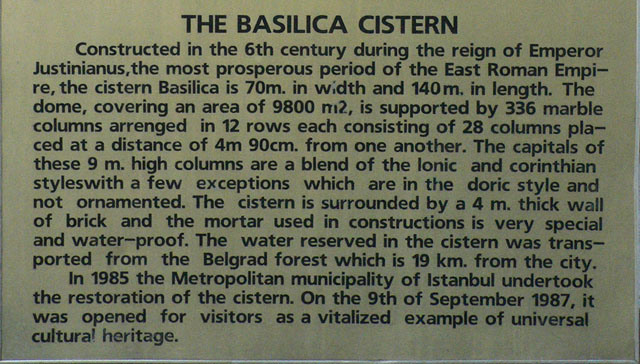 THE BASILICA CISTERN
Constructed in the 6th century during the reign of Emperor
Justinianus,the most prosperous period of the East Roman Empi-
re, the cistern Basilica is 70m. in width and 140m. in length. The
dome, covering an area of 9800 m2, is supported by 336 marble
columns arrenged in 12 rows each consisting of 28 columns pla-
ced at a distance of 4m 90cm. from one another. The capitals of
these 9 m. high columns are a blend of the Ionic and corinthian
styleswith a few exceptions which are in the doric style and
not ornamented. The cistern is surrounded by a 4 m. thick wall
of brick and the mortar used in constructions is very special
and water-proof. The water reserved in the cistern was trans-
ported from the Belgrad forest which is 19 km. from the city.
In 1985 the Metropolitan municipality of Istanbul undertook
the restoration of the cistern. On the 9th of September 1987, it
was opened for visitors as a vitalized example of universal
cultural heritage.